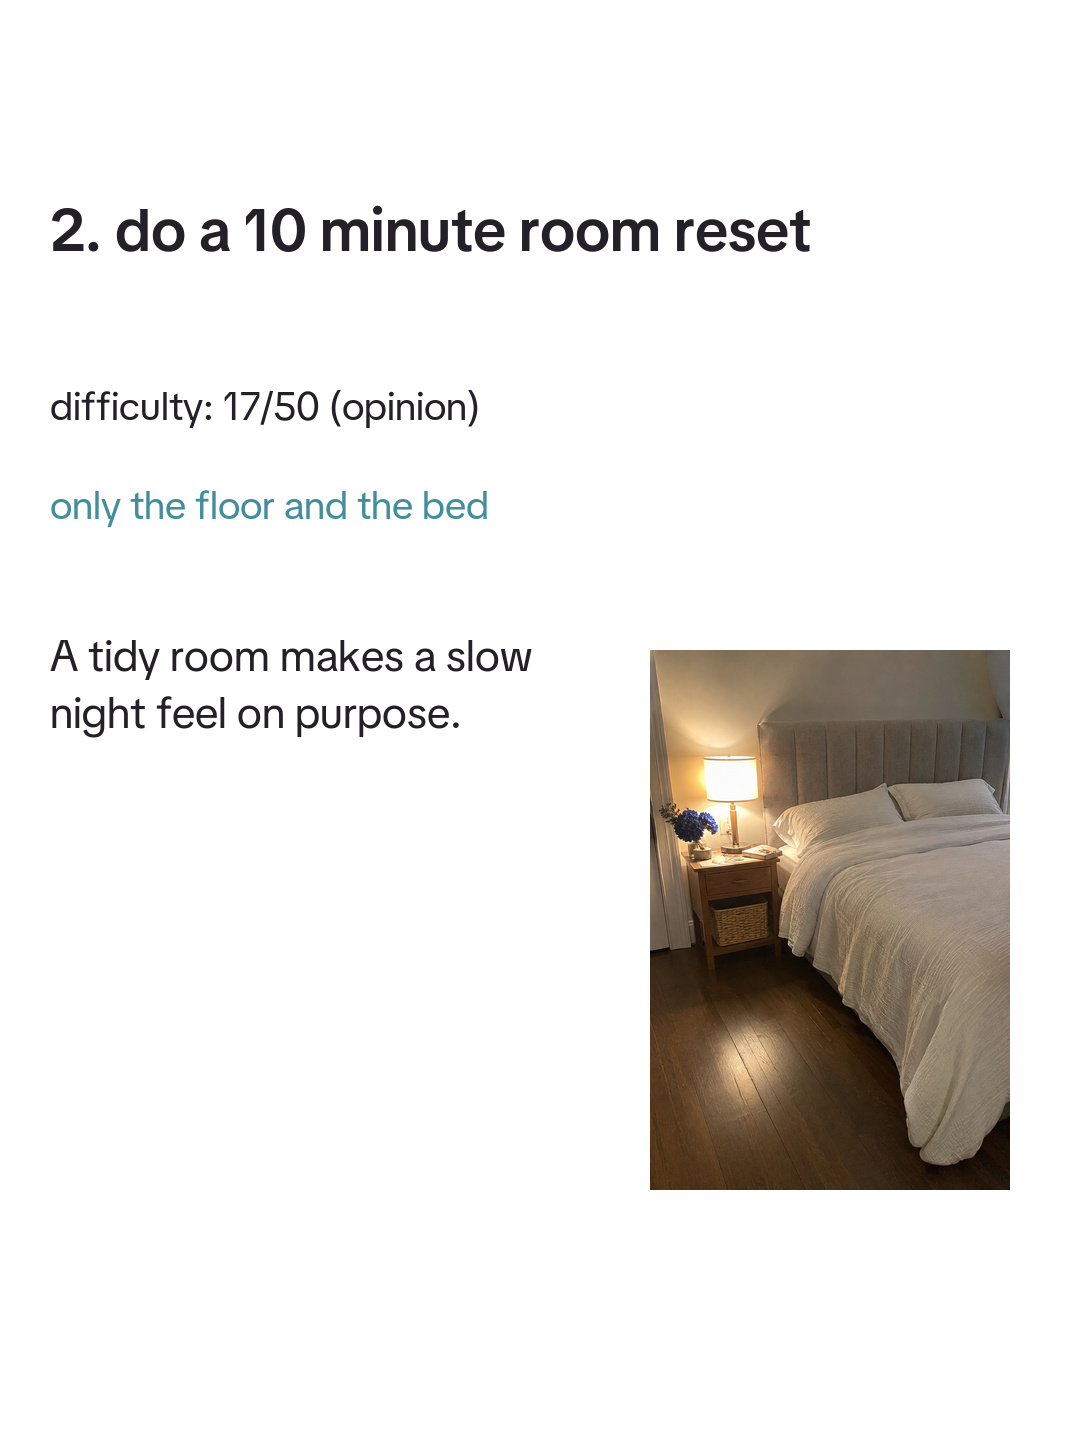 2. do a 10 minute room reset
difficulty: 17/50 (opinion)
only the floor and the bed
A tidy room makes a slow
night feel on purpose.